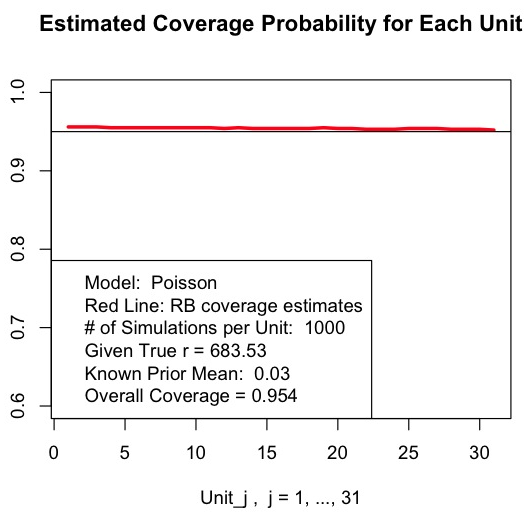 Estimated Coverage Probability for Each Unit
1.0
0.9
0.8
0.7
0.6
Model:  Poisson
Red Line: RB coverage estimates
# of Simulations per Unit:  1000
Given True r = 683.53
Known Prior Mean:  0.03
Overall Coverage = 0.954
0 5 10 15 20 25 30
Unit_j ,  j = 1, ..., 31